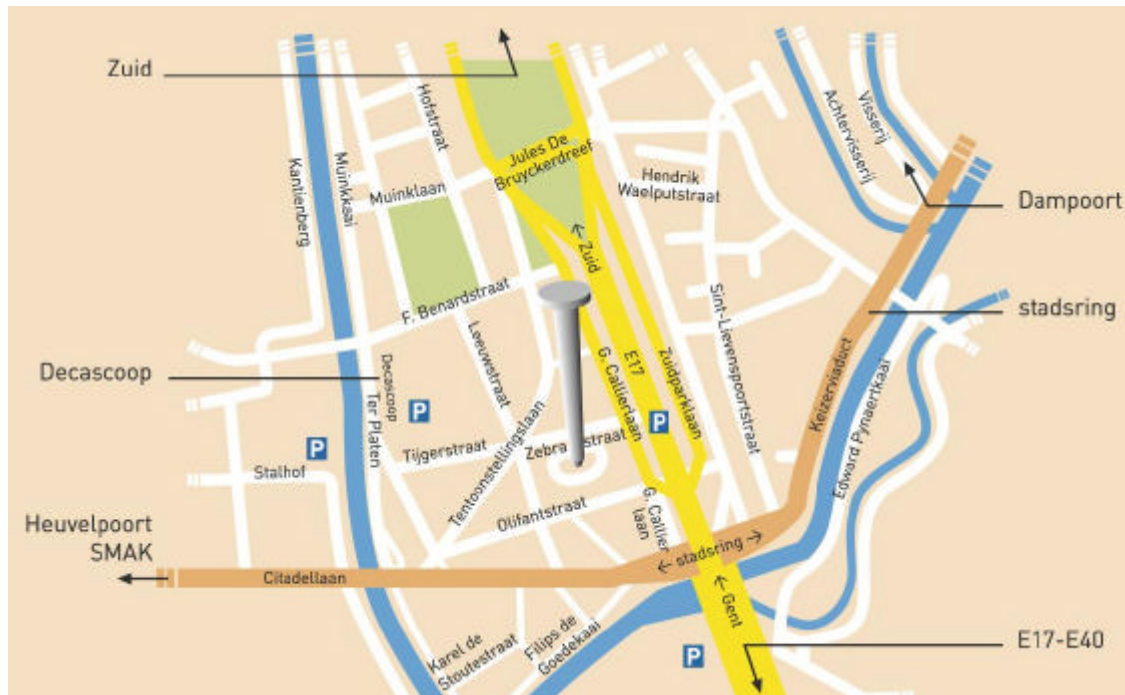 Zuid
Kantienberg
Muinkkaai
Hofstraat
Muinklaan
Jules De
Bruyckerdreef
Hendrik
Waelputstraat
Achtervisserij
Visserij
Dampoort
← Zuid
F. Benardstraat
Sint-Lievenspoortstraat
stadsring
Leeuwstraat
G. Callierlaan
E17
Zuidparklaan
Keizerviaduct
Edward Pynaertkaai
Decascoop
Decascoop
Ter Platen
P
P
P
Tijgerstraat
Tentoonstellingslaan
Zebrastraat
Stalhof
Olifantstraat
G. Callier
laan
Heuvelpoort
SMAK
Citadellaan
← stadsring →
← Gent
Karel de
Stoutestraat
Filips de
Goedekaai
P
E17-E40